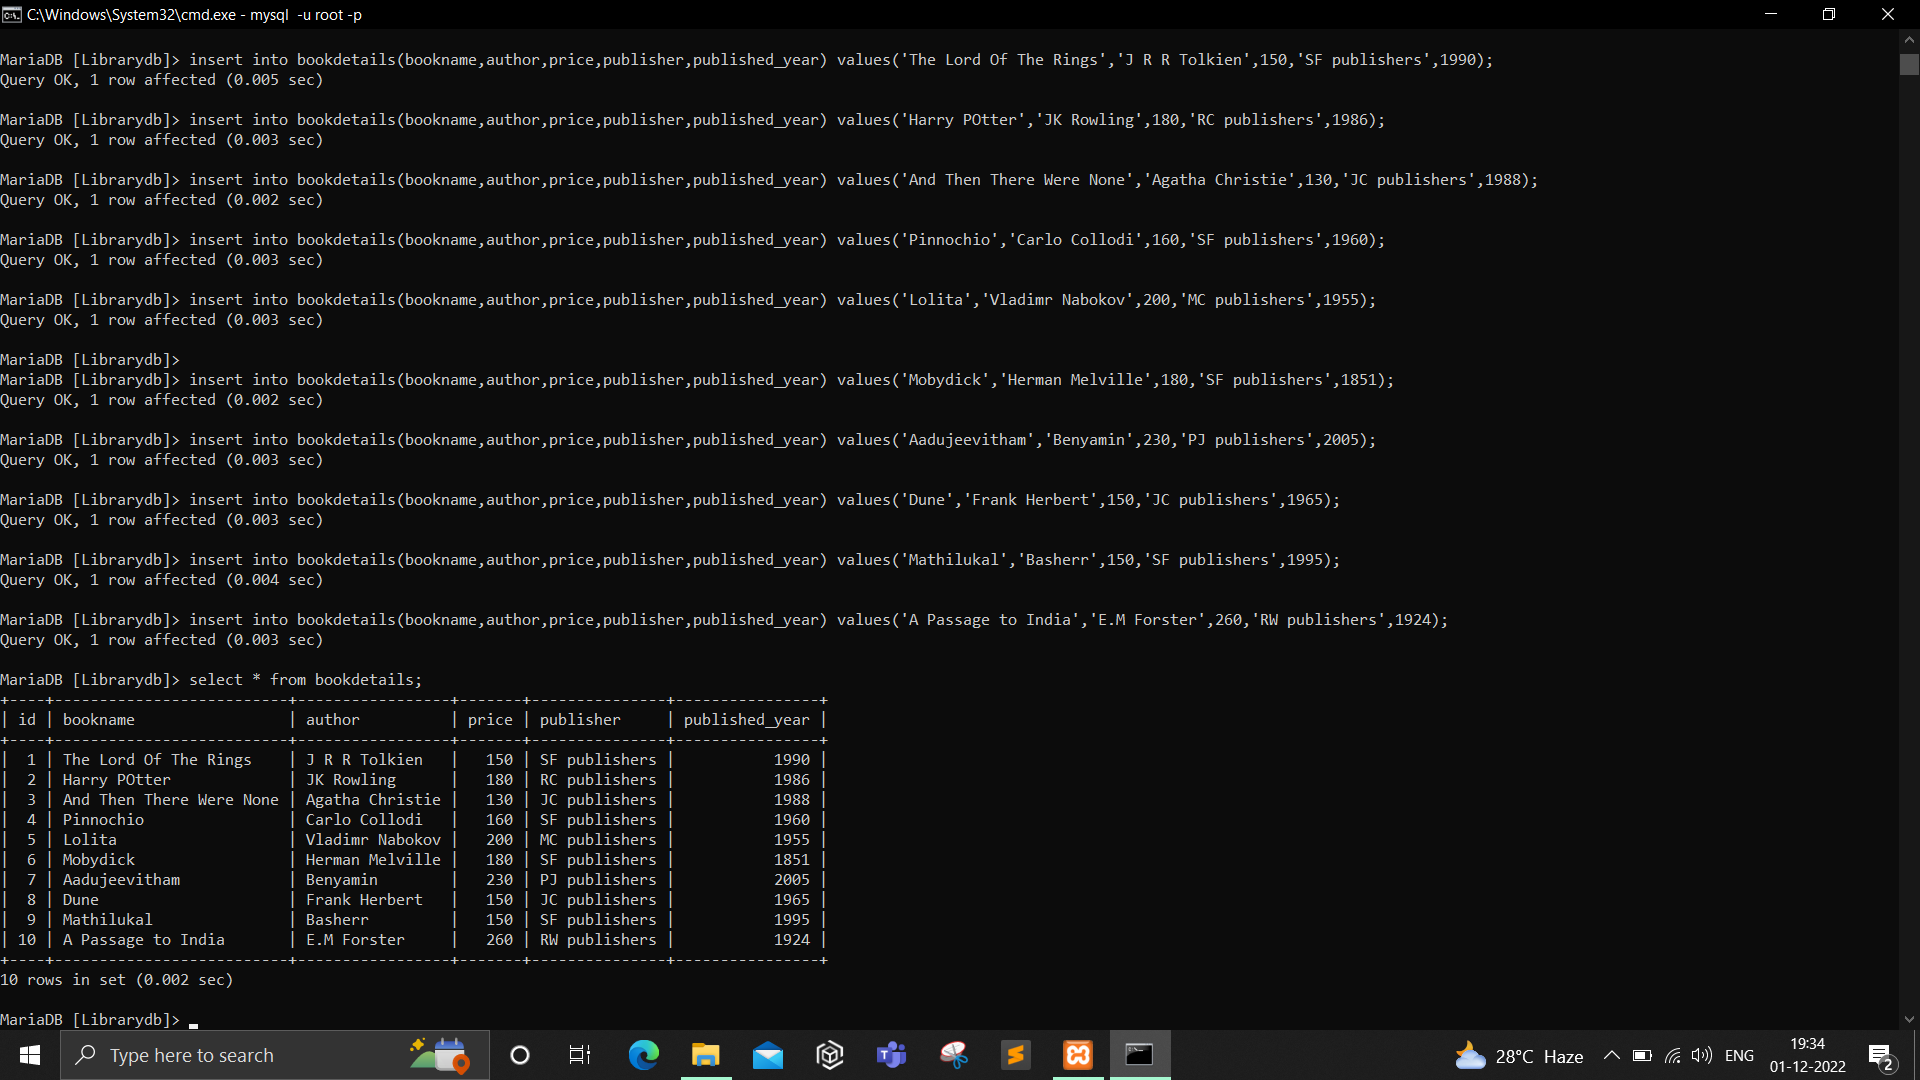 C:\Windows\System32\cmd.exe - mysql  -u root -p
MariaDB [Librarydb]> insert into bookdetails(bookname,author,price,publisher,published_year) values('The Lord Of The Rings','J R R Tolkien',150,'SF publishers',1990);
Query OK, 1 row affected (0.005 sec)
MariaDB [Librarydb]> insert into bookdetails(bookname,author,price,publisher,published_year) values('Harry POtter','JK Rowling',180,'RC publishers',1986);
Query OK, 1 row affected (0.003 sec)
MariaDB [Librarydb]> insert into bookdetails(bookname,author,price,publisher,published_year) values('And Then There Were None','Agatha Christie',130,'JC publishers',1988);
Query OK, 1 row affected (0.002 sec)
MariaDB [Librarydb]> insert into bookdetails(bookname,author,price,publisher,published_year) values('Pinnochio','Carlo Collodi',160,'SF publishers',1960);
Query OK, 1 row affected (0.003 sec)
MariaDB [Librarydb]> insert into bookdetails(bookname,author,price,publisher,published_year) values('Lolita','Vladimr Nabokov',200,'MC publishers',1955);
Query OK, 1 row affected (0.003 sec)
MariaDB [Librarydb]>
MariaDB [Librarydb]> insert into bookdetails(bookname,author,price,publisher,published_year) values('Mobydick','Herman Melville',180,'SF publishers',1851);
Query OK, 1 row affected (0.002 sec)
MariaDB [Librarydb]> insert into bookdetails(bookname,author,price,publisher,published_year) values('Aadujeevitham','Benyamin',230,'PJ publishers',2005);
Query OK, 1 row affected (0.003 sec)
MariaDB [Librarydb]> insert into bookdetails(bookname,author,price,publisher,published_year) values('Dune','Frank Herbert',150,'JC publishers',1965);
Query OK, 1 row affected (0.003 sec)
MariaDB [Librarydb]> insert into bookdetails(bookname,author,price,publisher,published_year) values('Mathilukal','Basherr',150,'SF publishers',1995);
Query OK, 1 row affected (0.004 sec)
MariaDB [Librarydb]> insert into bookdetails(bookname,author,price,publisher,published_year) values('A Passage to India','E.M Forster',260,'RW publishers',1924);
Query OK, 1 row affected (0.003 sec)
MariaDB [Librarydb]> select * from bookdetails;
+----+--------------------------+-----------------+-------+---------------+----------------+
| id | bookname                 | author          | price | publisher     | published_year |
+----+--------------------------+-----------------+-------+---------------+----------------+
|  1 | The Lord Of The Rings    | J R R Tolkien   |   150 | SF publishers |           1990 |
|  2 | Harry POtter             | JK Rowling      |   180 | RC publishers |           1986 |
|  3 | And Then There Were None | Agatha Christie |   130 | JC publishers |           1988 |
|  4 | Pinnochio                | Carlo Collodi   |   160 | SF publishers |           1960 |
|  5 | Lolita                   | Vladimr Nabokov |   200 | MC publishers |           1955 |
|  6 | Mobydick                 | Herman Melville |   180 | SF publishers |           1851 |
|  7 | Aadujeevitham            | Benyamin        |   230 | PJ publishers |           2005 |
|  8 | Dune                     | Frank Herbert   |   150 | JC publishers |           1965 |
|  9 | Mathilukal               | Basherr         |   150 | SF publishers |           1995 |
| 10 | A Passage to India       | E.M Forster     |   260 | RW publishers |           1924 |
+----+--------------------------+-----------------+-------+---------------+----------------+
10 rows in set (0.002 sec)
MariaDB [Librarydb]> _
Type here to search
28°C  Haze
ENG
19:34
01-12-2022
2